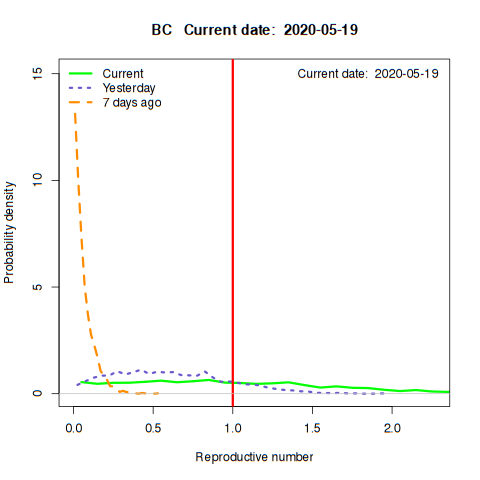 BC   Current date:  2020-05-19
Current
Yesterday
7 days ago
Current date:  2020-05-19
15
10
5
0
Probability density
0.0
0.5
1.0
1.5
2.0
Reproductive number